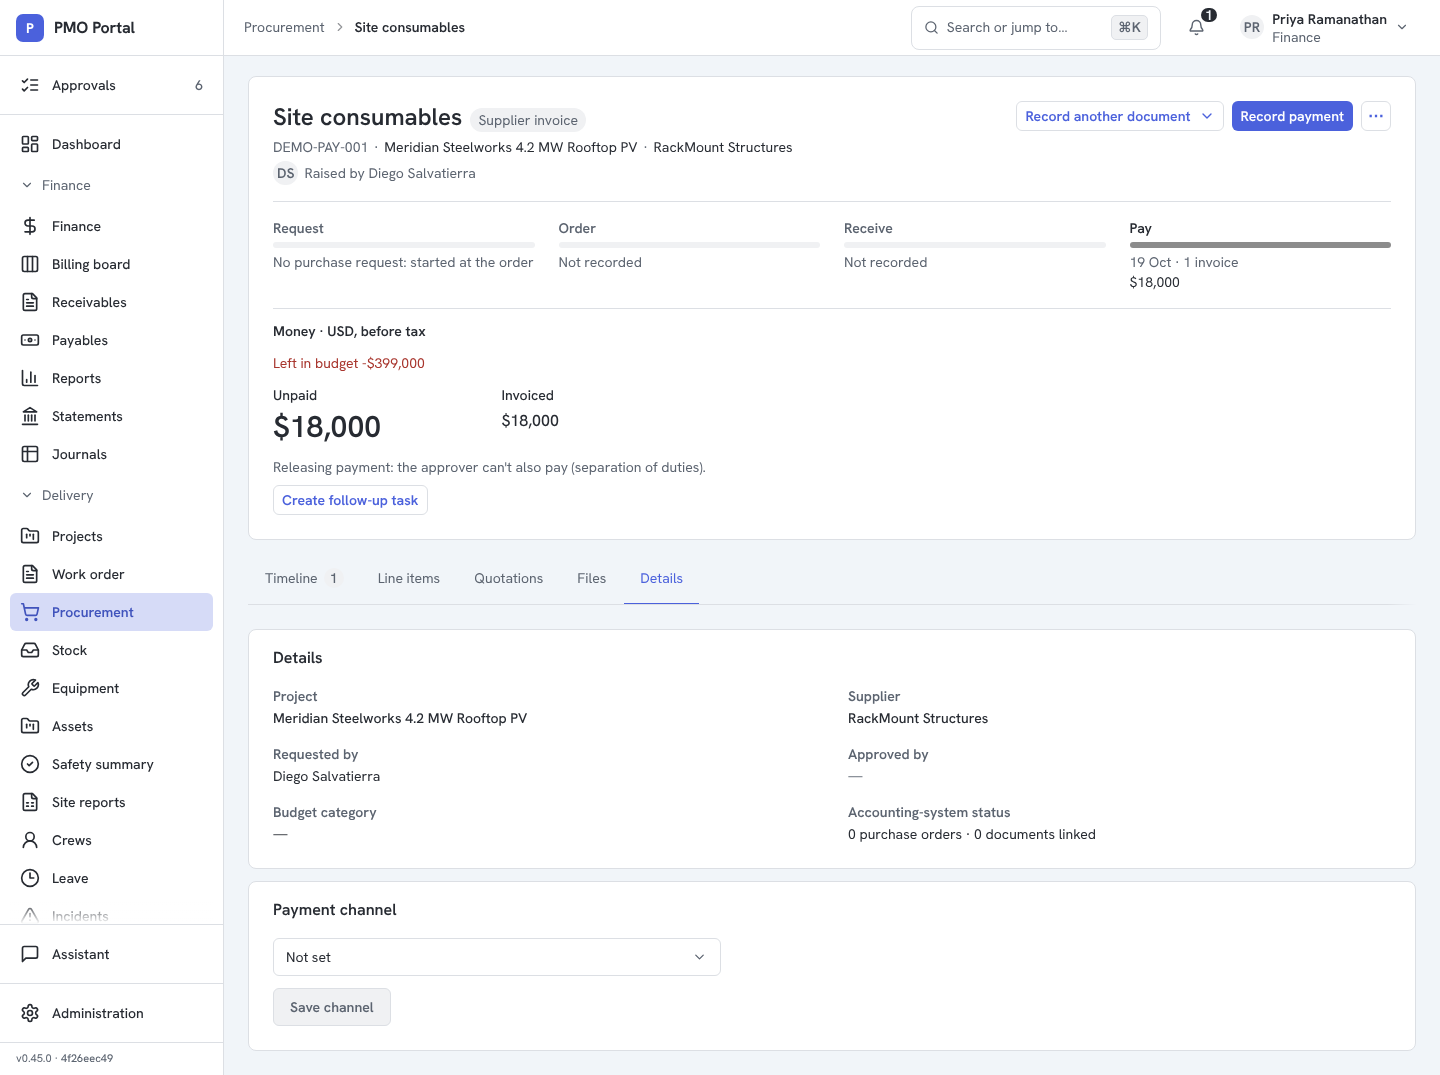 P PMO Portal
Procurement > Site consumables
Search or jump to... ⌘K
1
PR Priya Ramanathan
Finance
Approvals 6
Dashboard
Finance
Finance
Billing board
Receivables
Payables
Reports
Statements
Journals
Delivery
Projects
Work order
Procurement
Stock
Equipment
Assets
Safety summary
Site reports
Crews
Leave
Incidents
Assistant
Administration
v0.45.0 · 4f26eec49
Site consumables Supplier invoice
Record another document Record payment
DEMO-PAY-001 · Meridian Steelworks 4.2 MW Rooftop PV · RackMount Structures
DS Raised by Diego Salvatierra
Request Order Receive Pay
No purchase request: started at the order Not recorded Not recorded 19 Oct · 1 invoice
$18,000
Money · USD, before tax
Left in budget -$399,000
Unpaid Invoiced
$18,000 $18,000
Releasing payment: the approver can't also pay (separation of duties).
Create follow-up task
Timeline 1 Line items Quotations Files Details
Details
Project Supplier
Meridian Steelworks 4.2 MW Rooftop PV RackMount Structures
Requested by Approved by
Diego Salvatierra —
Budget category Accounting-system status
— 0 purchase orders · 0 documents linked
Payment channel
Not set
Save channel